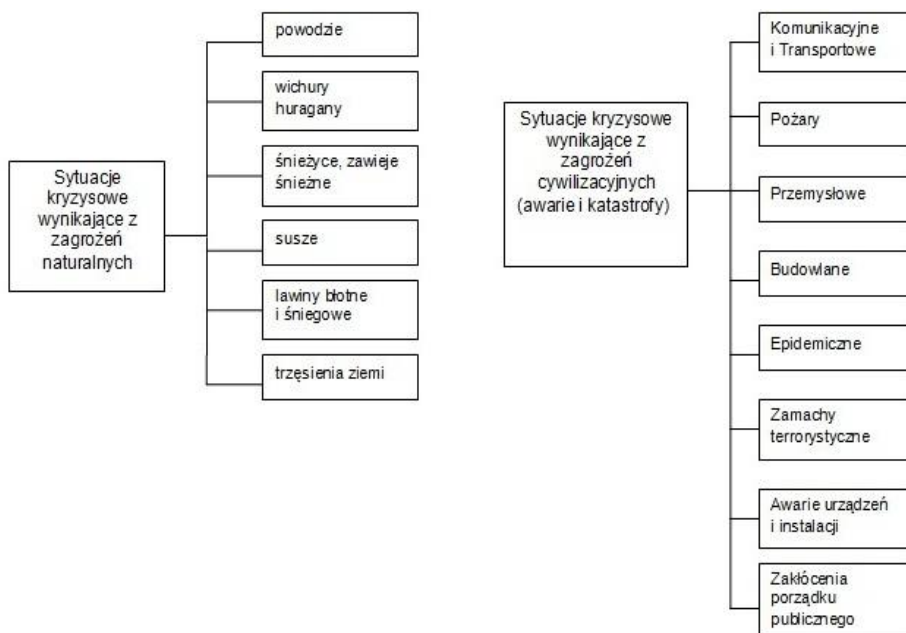 Sytuacje
kryzysowe
wynikające z
zagrożeń
naturalnych
powodzie
wichury
huragany
śnieżyce, zawieje
śnieżne
susze
lawiny błotne
i śniegowe
trzęsienia ziemi
Sytuacje kryzysowe
wynikające z
zagrożeń
cywilizacyjnych
(awarie i katastrofy)
Komunikacyjne
i Transportowe
Pożary
Przemysłowe
Budowlane
Epidemiczne
Zamachy
terrorystyczne
Awarie urządzeń
i instalacji
Zakłócenia
porządku
publicznego